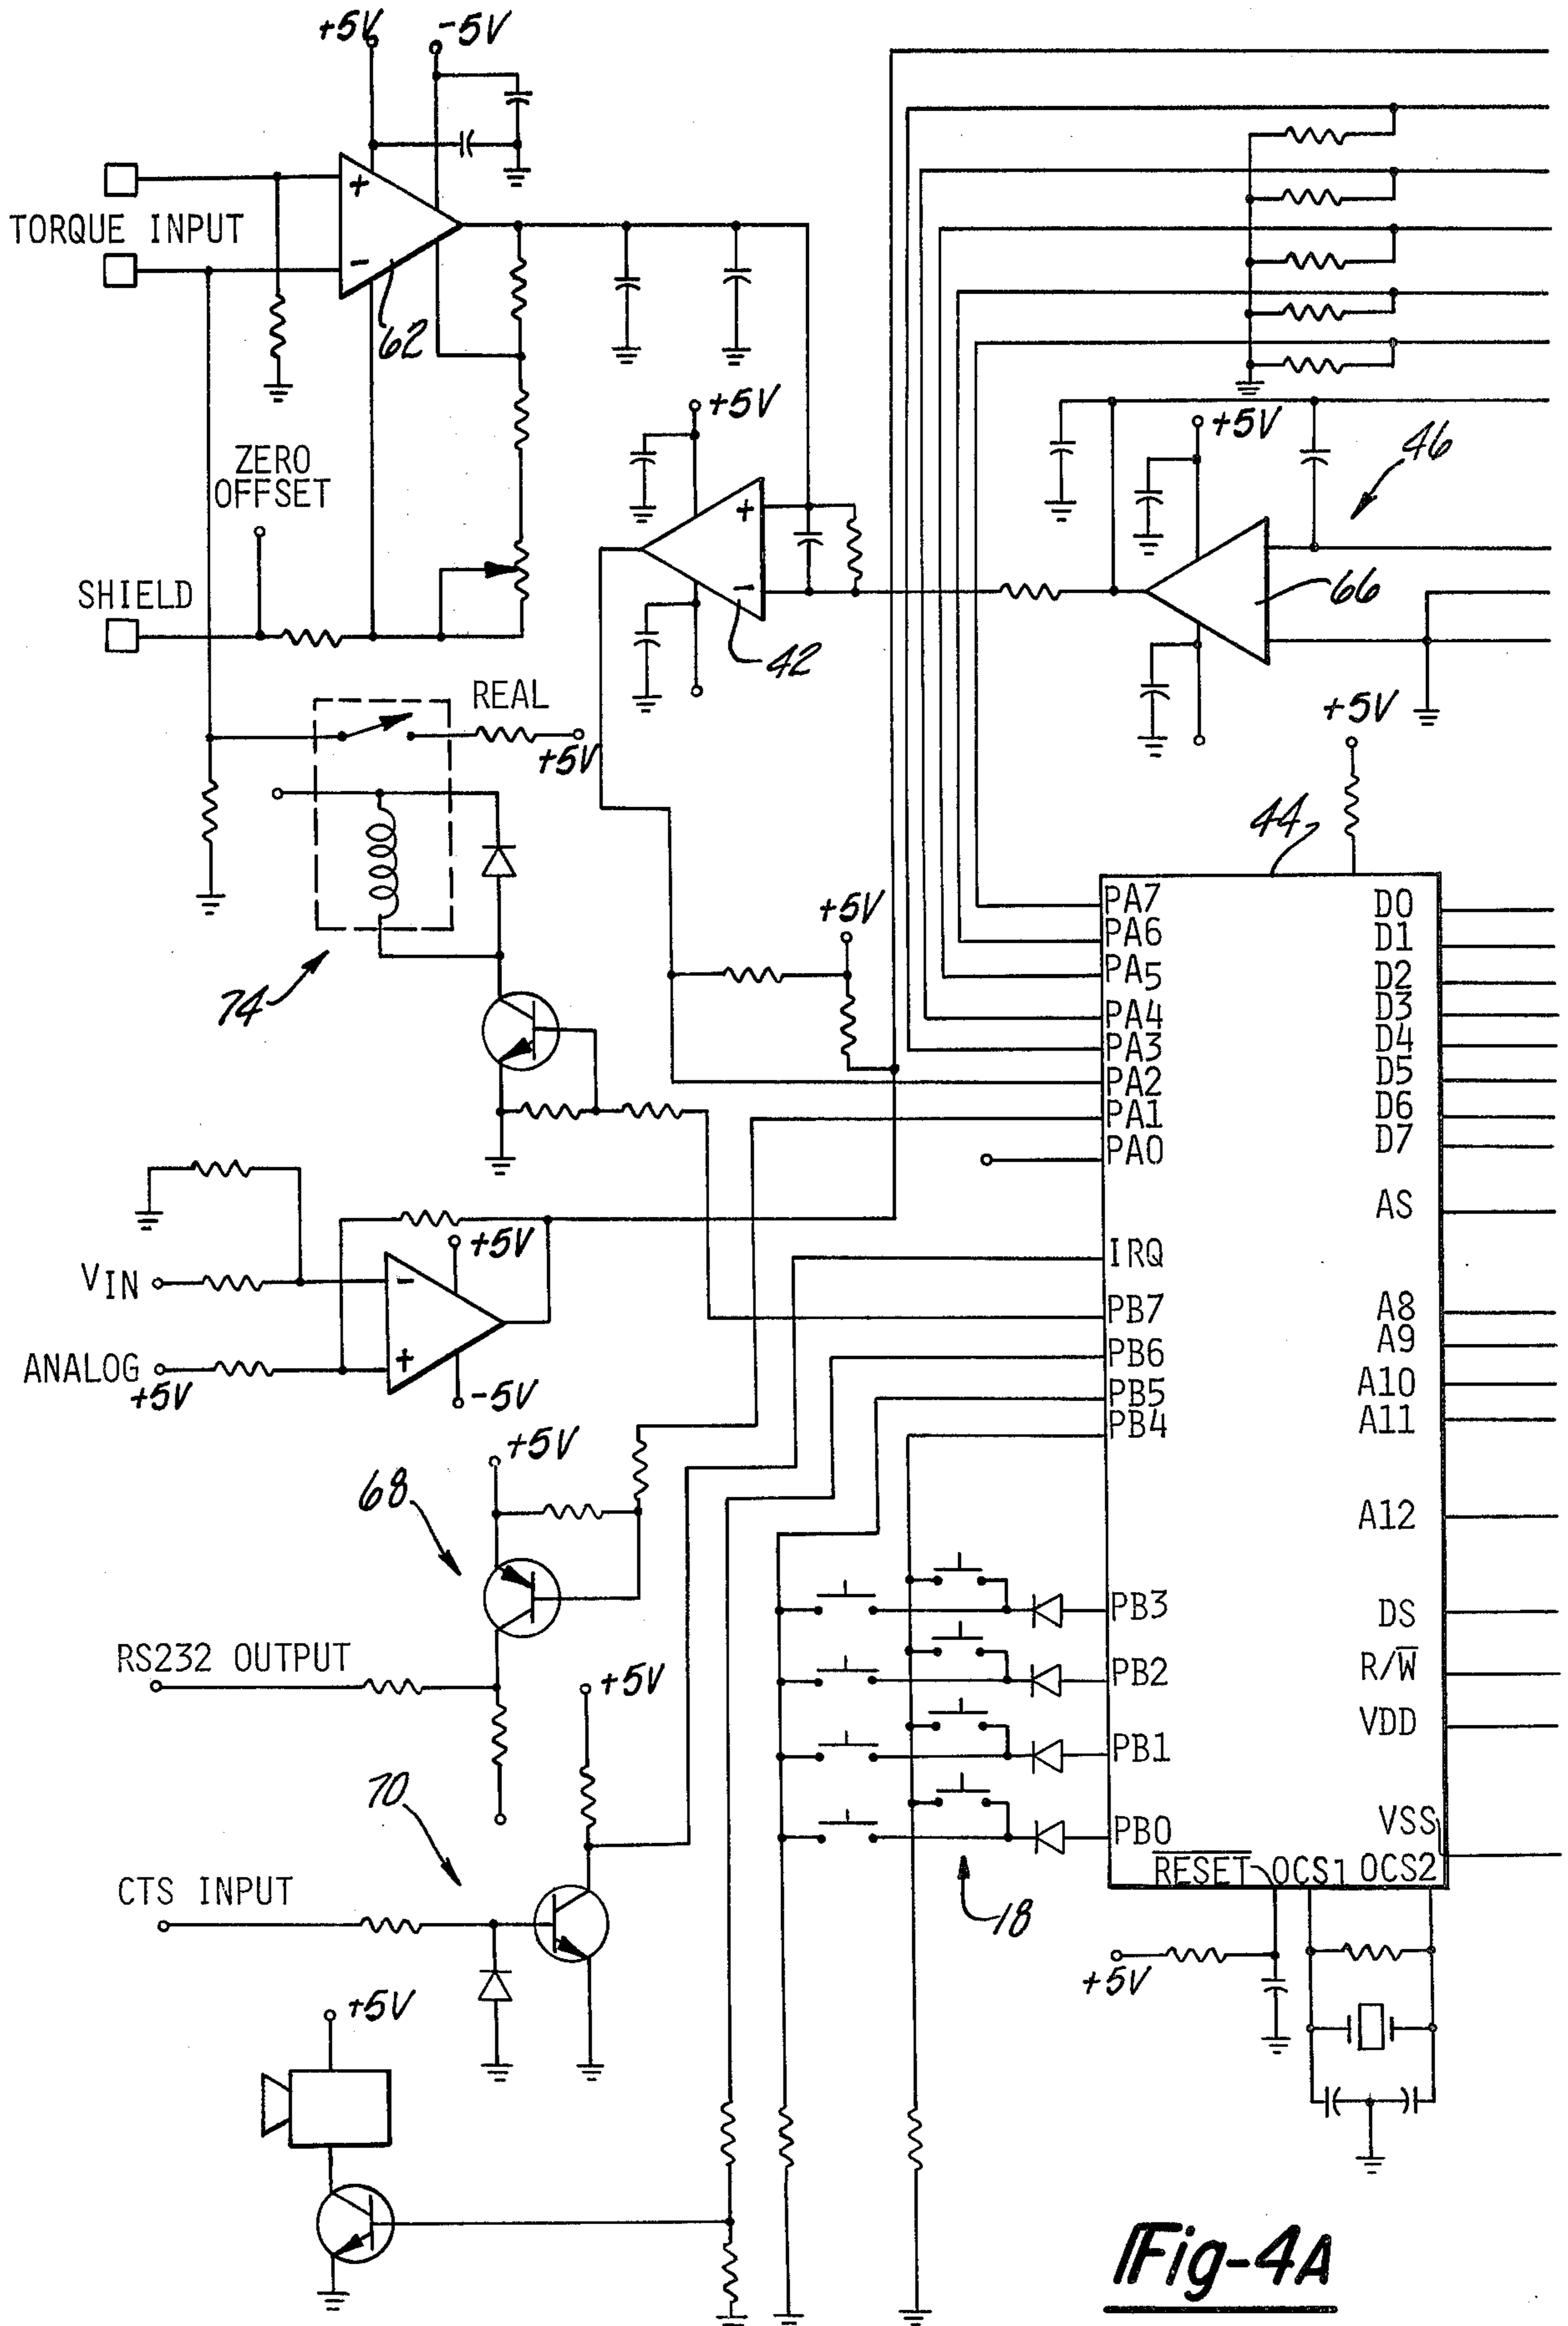 +5V
-5V
+
TORQUE INPUT
-
62
+5V
+5V
46
ZERO
OFFSET
+
-
66
SHIELD
42
REAL
+5V
+5V
44
+5V
74
PA7
PA6
PA5
PA4
PA3
PA2
PA1
PA0
IRQ
PB7
PB6
PB5
PB4
PB3
PB2
PB1
PB0
D0
D1
D2
D3
D4
D5
D6
D7
AS
A8
A9
A10
A11
A12
DS
R/W̅
VDD
VSS
RESET OCS1 OCS2
+5V
VIN
-
ANALOG
+5V
+
-5V
+5V
68
RS232 OUTPUT
+5V
70
CTS INPUT
18
+5V
+5V
Fig-4A